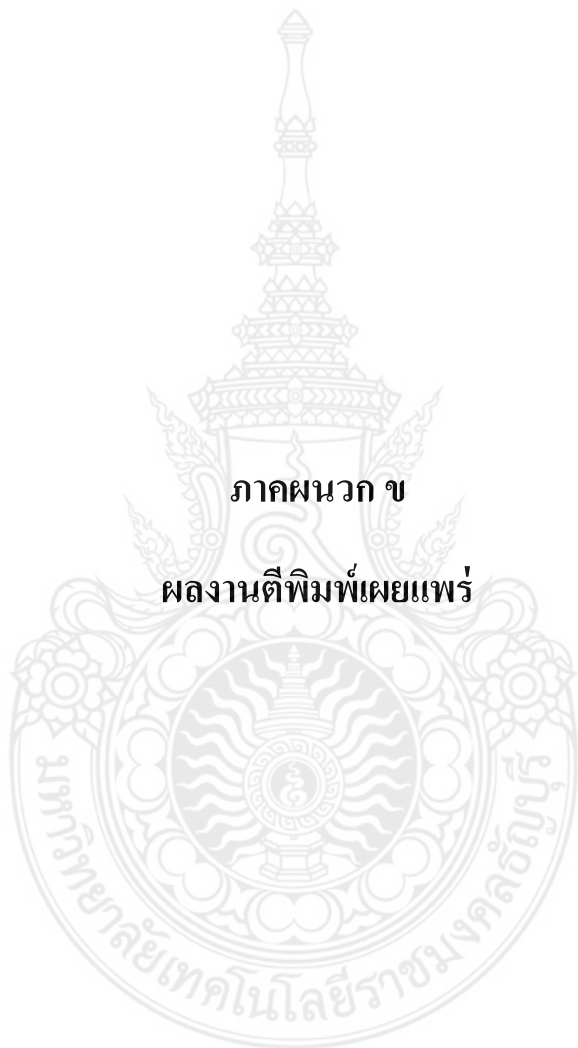 ภาคผนวก ข
ผลงานตีพิมพ์เผยแพร่
มหาวิทยาลัยเทคโนโลยีราชมงคลธัญบุรี